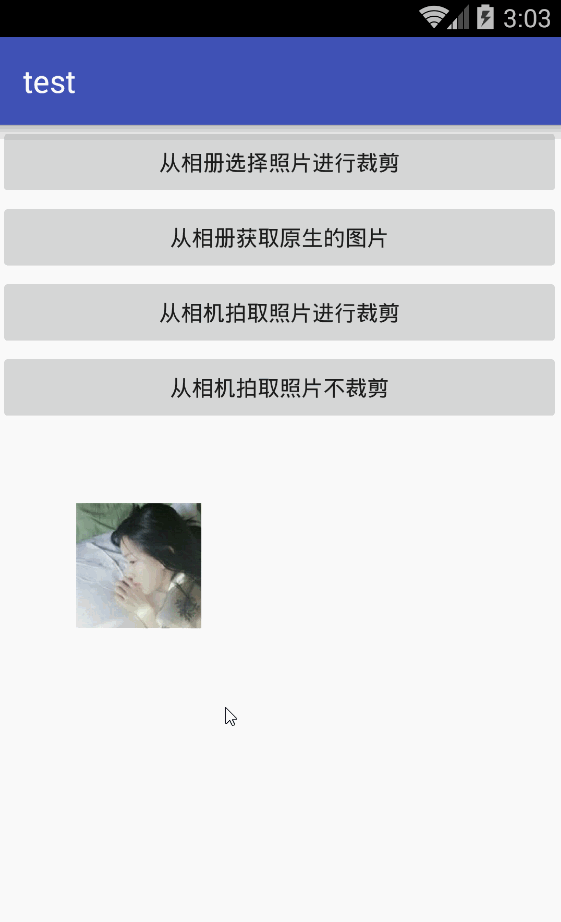 3:03
test
从相册选择照片进行裁剪
从相册获取原生的图片
从相机拍取照片进行裁剪
从相机拍取照片不裁剪